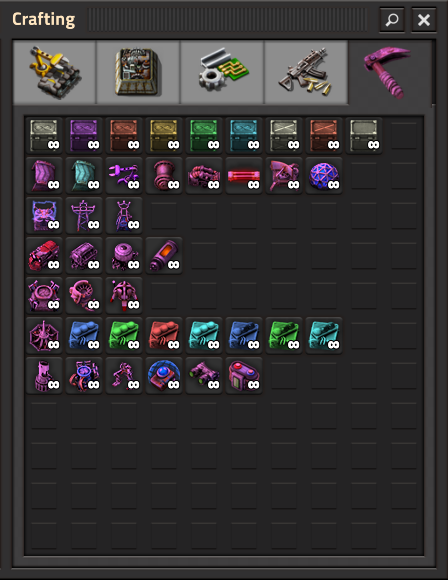 Crafting
∞ ∞ ∞ ∞ ∞ ∞ ∞ ∞ ∞
∞ ∞ ∞ ∞ ∞ ∞ ∞ ∞
∞ ∞ ∞
∞ ∞ ∞ ∞
∞ ∞ ∞
∞ ∞ ∞ ∞ ∞ ∞ ∞ ∞
∞ ∞ ∞ ∞ ∞ ∞